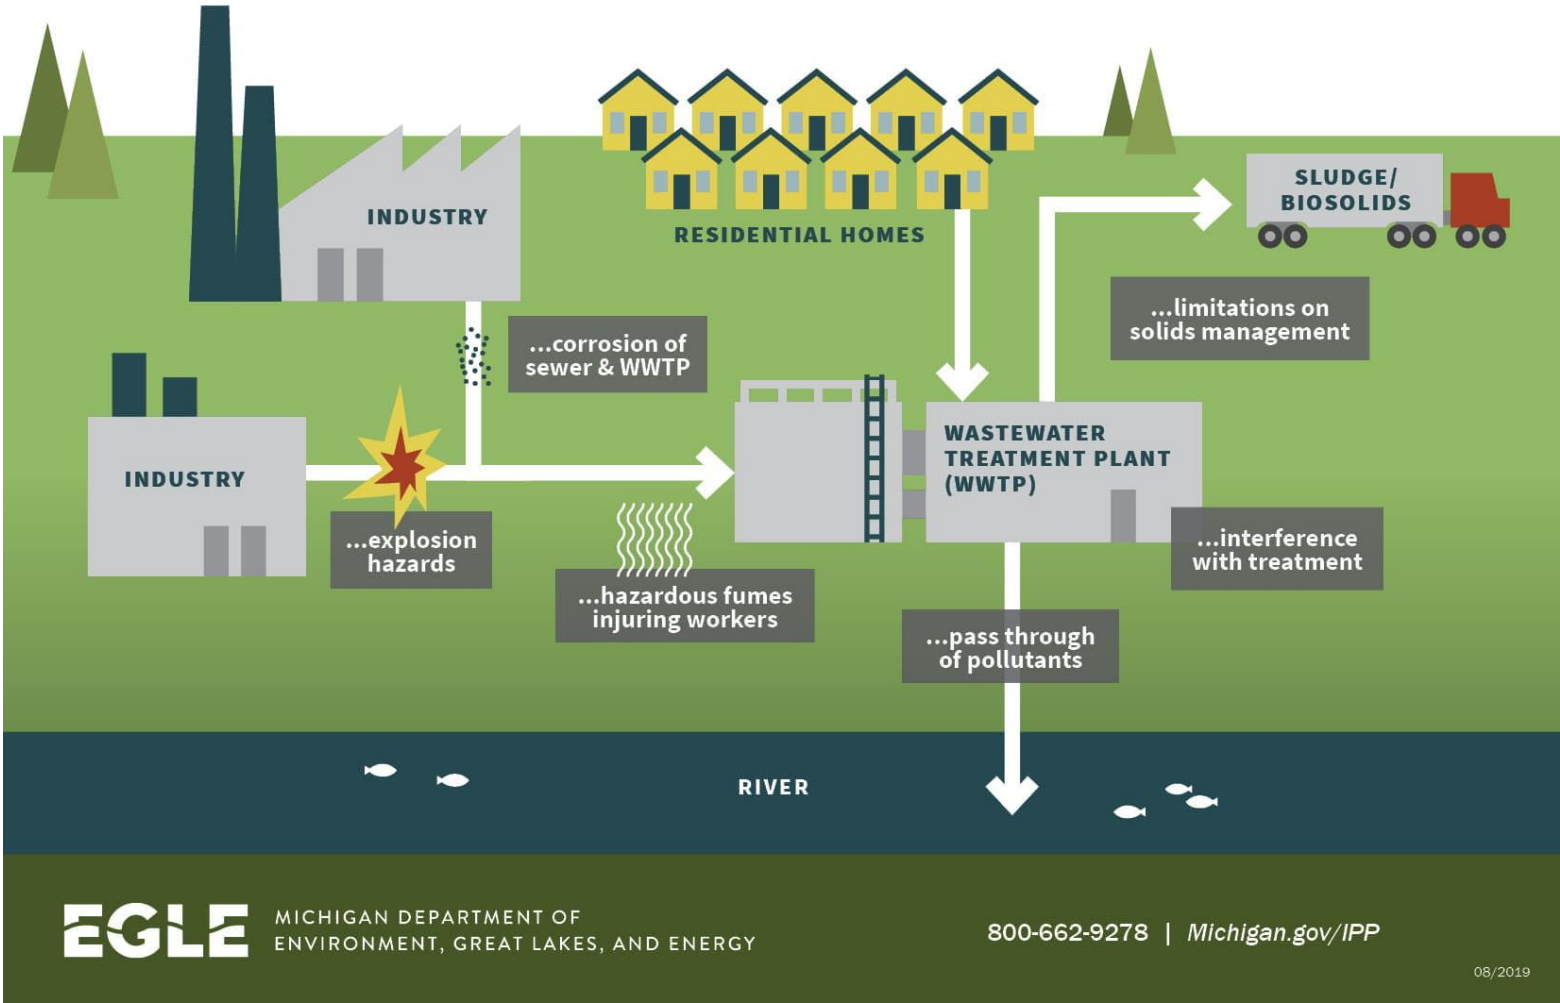 INDUSTRY
RESIDENTIAL HOMES
SLUDGE/
BIOSOLIDS
...limitations on
solids management
...corrosion of
sewer & WWTP
INDUSTRY
WASTEWATER
TREATMENT PLANT
(WWTP)
...explosion
hazards
...interference
with treatment
...hazardous fumes
injuring workers
...pass through
of pollutants
RIVER
EGLE
MICHIGAN DEPARTMENT OF
ENVIRONMENT, GREAT LAKES, AND ENERGY
800-662-9278 | Michigan.gov/IPP
08/2019